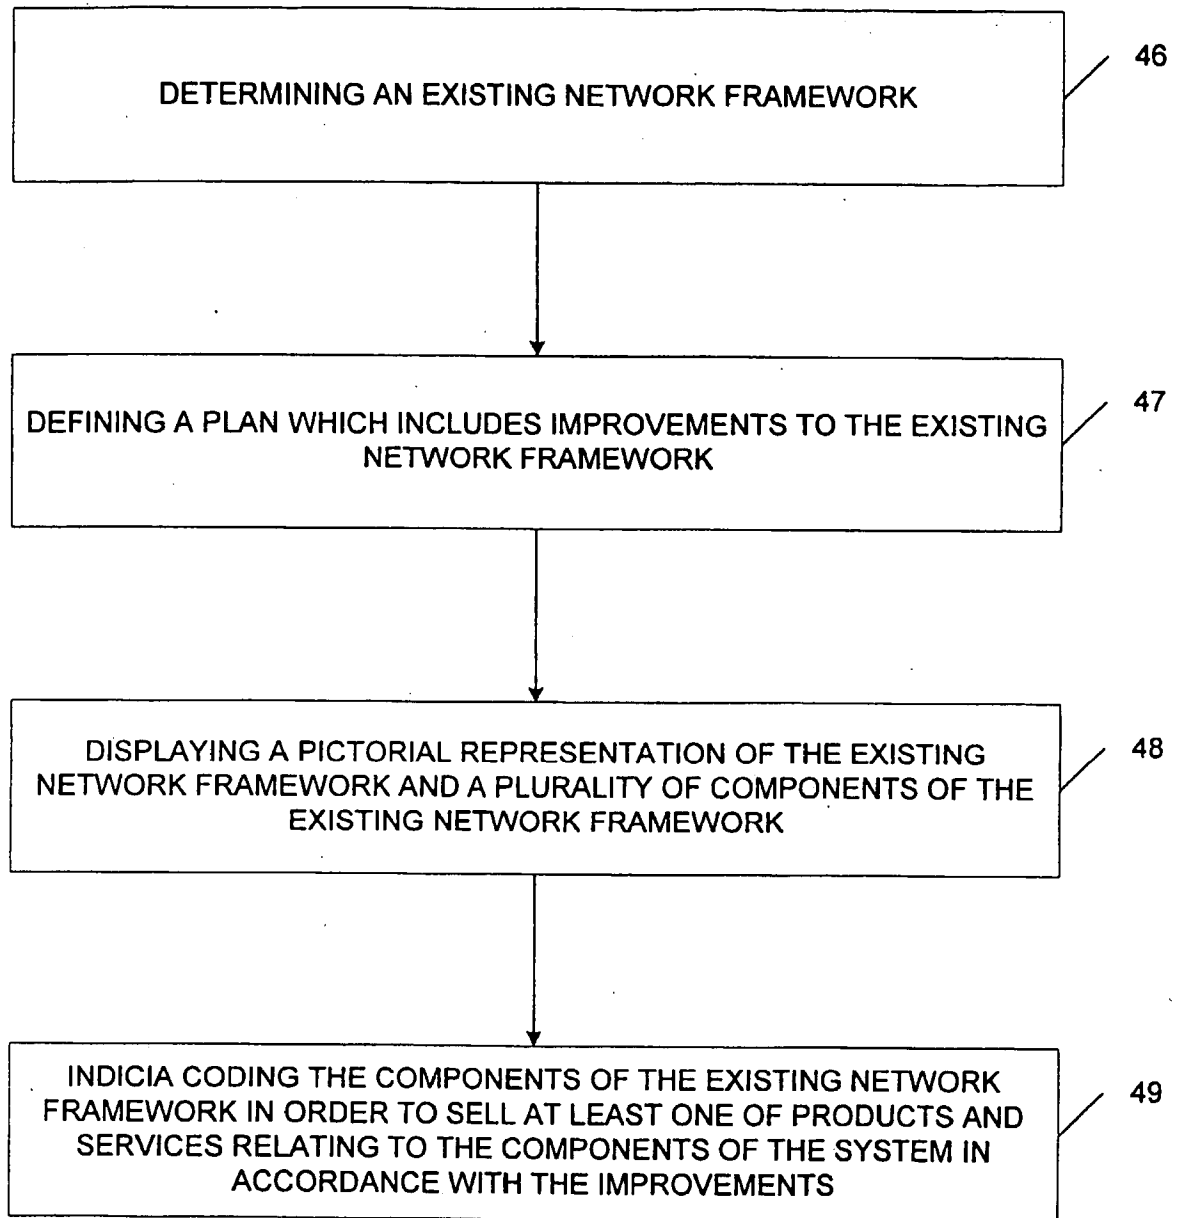 DETERMINING AN EXISTING NETWORK FRAMEWORK
46
DEFINING A PLAN WHICH INCLUDES IMPROVEMENTS TO THE EXISTING
NETWORK FRAMEWORK
47
DISPLAYING A PICTORIAL REPRESENTATION OF THE EXISTING
NETWORK FRAMEWORK AND A PLURALITY OF COMPONENTS OF THE
EXISTING NETWORK FRAMEWORK
48
INDICIA CODING THE COMPONENTS OF THE EXISTING NETWORK
FRAMEWORK IN ORDER TO SELL AT LEAST ONE OF PRODUCTS AND
SERVICES RELATING TO THE COMPONENTS OF THE SYSTEM IN
ACCORDANCE WITH THE IMPROVEMENTS
49